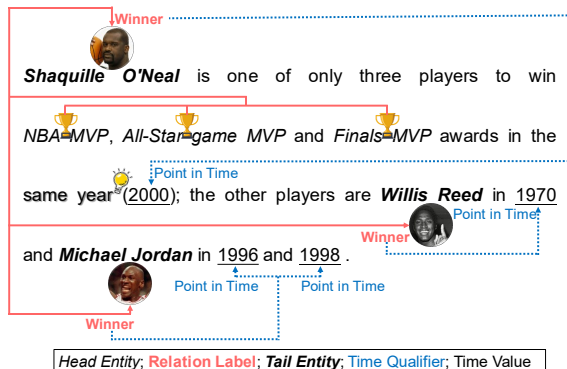 Winner
Shaquille O'Neal is one of only three players to win
NBA MVP, All-Star game MVP and Finals MVP awards in the
Point in Time
same year (2000); the other players are Willis Reed in 1970
Point in Time
Winner
and Michael Jordan in 1996 and 1998 .
Point in Time Point in Time
Winner
Head Entity; Relation Label; Tail Entity; Time Qualifier; Time Value